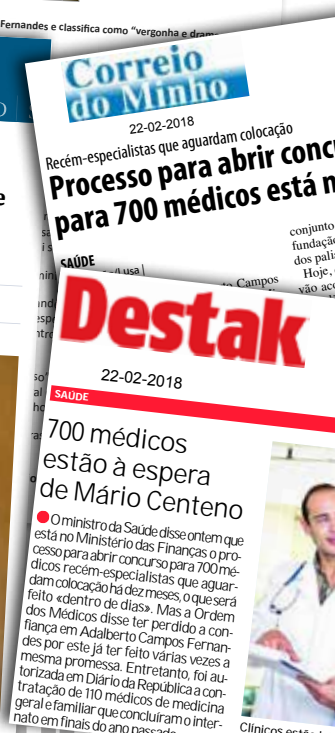 Fernandes e classifica como "vergonha e
Correio
do Minho
22-02-2018
Recém-especialistas que aguardam colocação
Processo para abrir
para 700 médicos está
SAÚDE
Lusa
Campos
conjunto
fundação
dos
Hoje,
vão
Destak
22-02-2018
SAÚDE
700 médicos
estão à espera
de Mário Centeno
O ministro da Saúde disse ontem que
está no Ministério das Finanças o pro-
cesso para abrir concurso para 700 mé-
dicos recém-especialistas que aguar-
dam colocação há dez meses, o que será
feito «dentro de dias». Mas a Ordem
dos Médicos disse ter perdido a con-
fiança em Adalberto Campos Fernan-
des por este já ter feito várias vezes a
mesma promessa. Entretanto, foi au-
torizada em Diário da República a con-
tratação de 110 médicos de medicina
geral e familiar que concluíram o inter-
nato em finais do ano passado
Clínicos